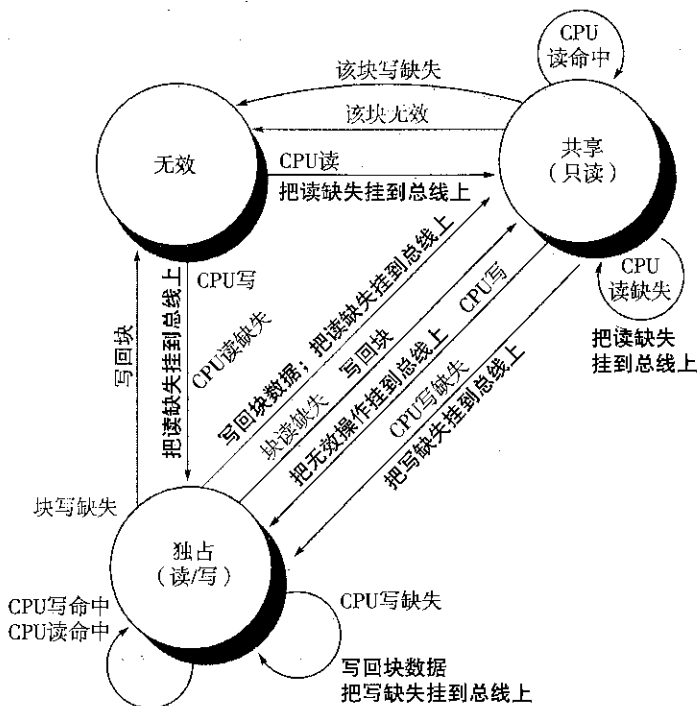 CPU
读命中
该块写缺失
该块无效
无效
共享
（只读）
CPU读
把读缺失挂到总线上
CPU写
把读缺失挂到总线上
写回块
CPU读缺失
写回块数据；把读缺失挂到总线上
块读缺失
写回块
CPU写
把无效操作挂到总线上
CPU写缺失
把写缺失挂到总线上
CPU
读缺失
把读缺失
挂到总线上
块写缺失
独占
（读/写）
CPU写命中
CPU读命中
CPU写缺失
写回块数据
把写缺失挂到总线上